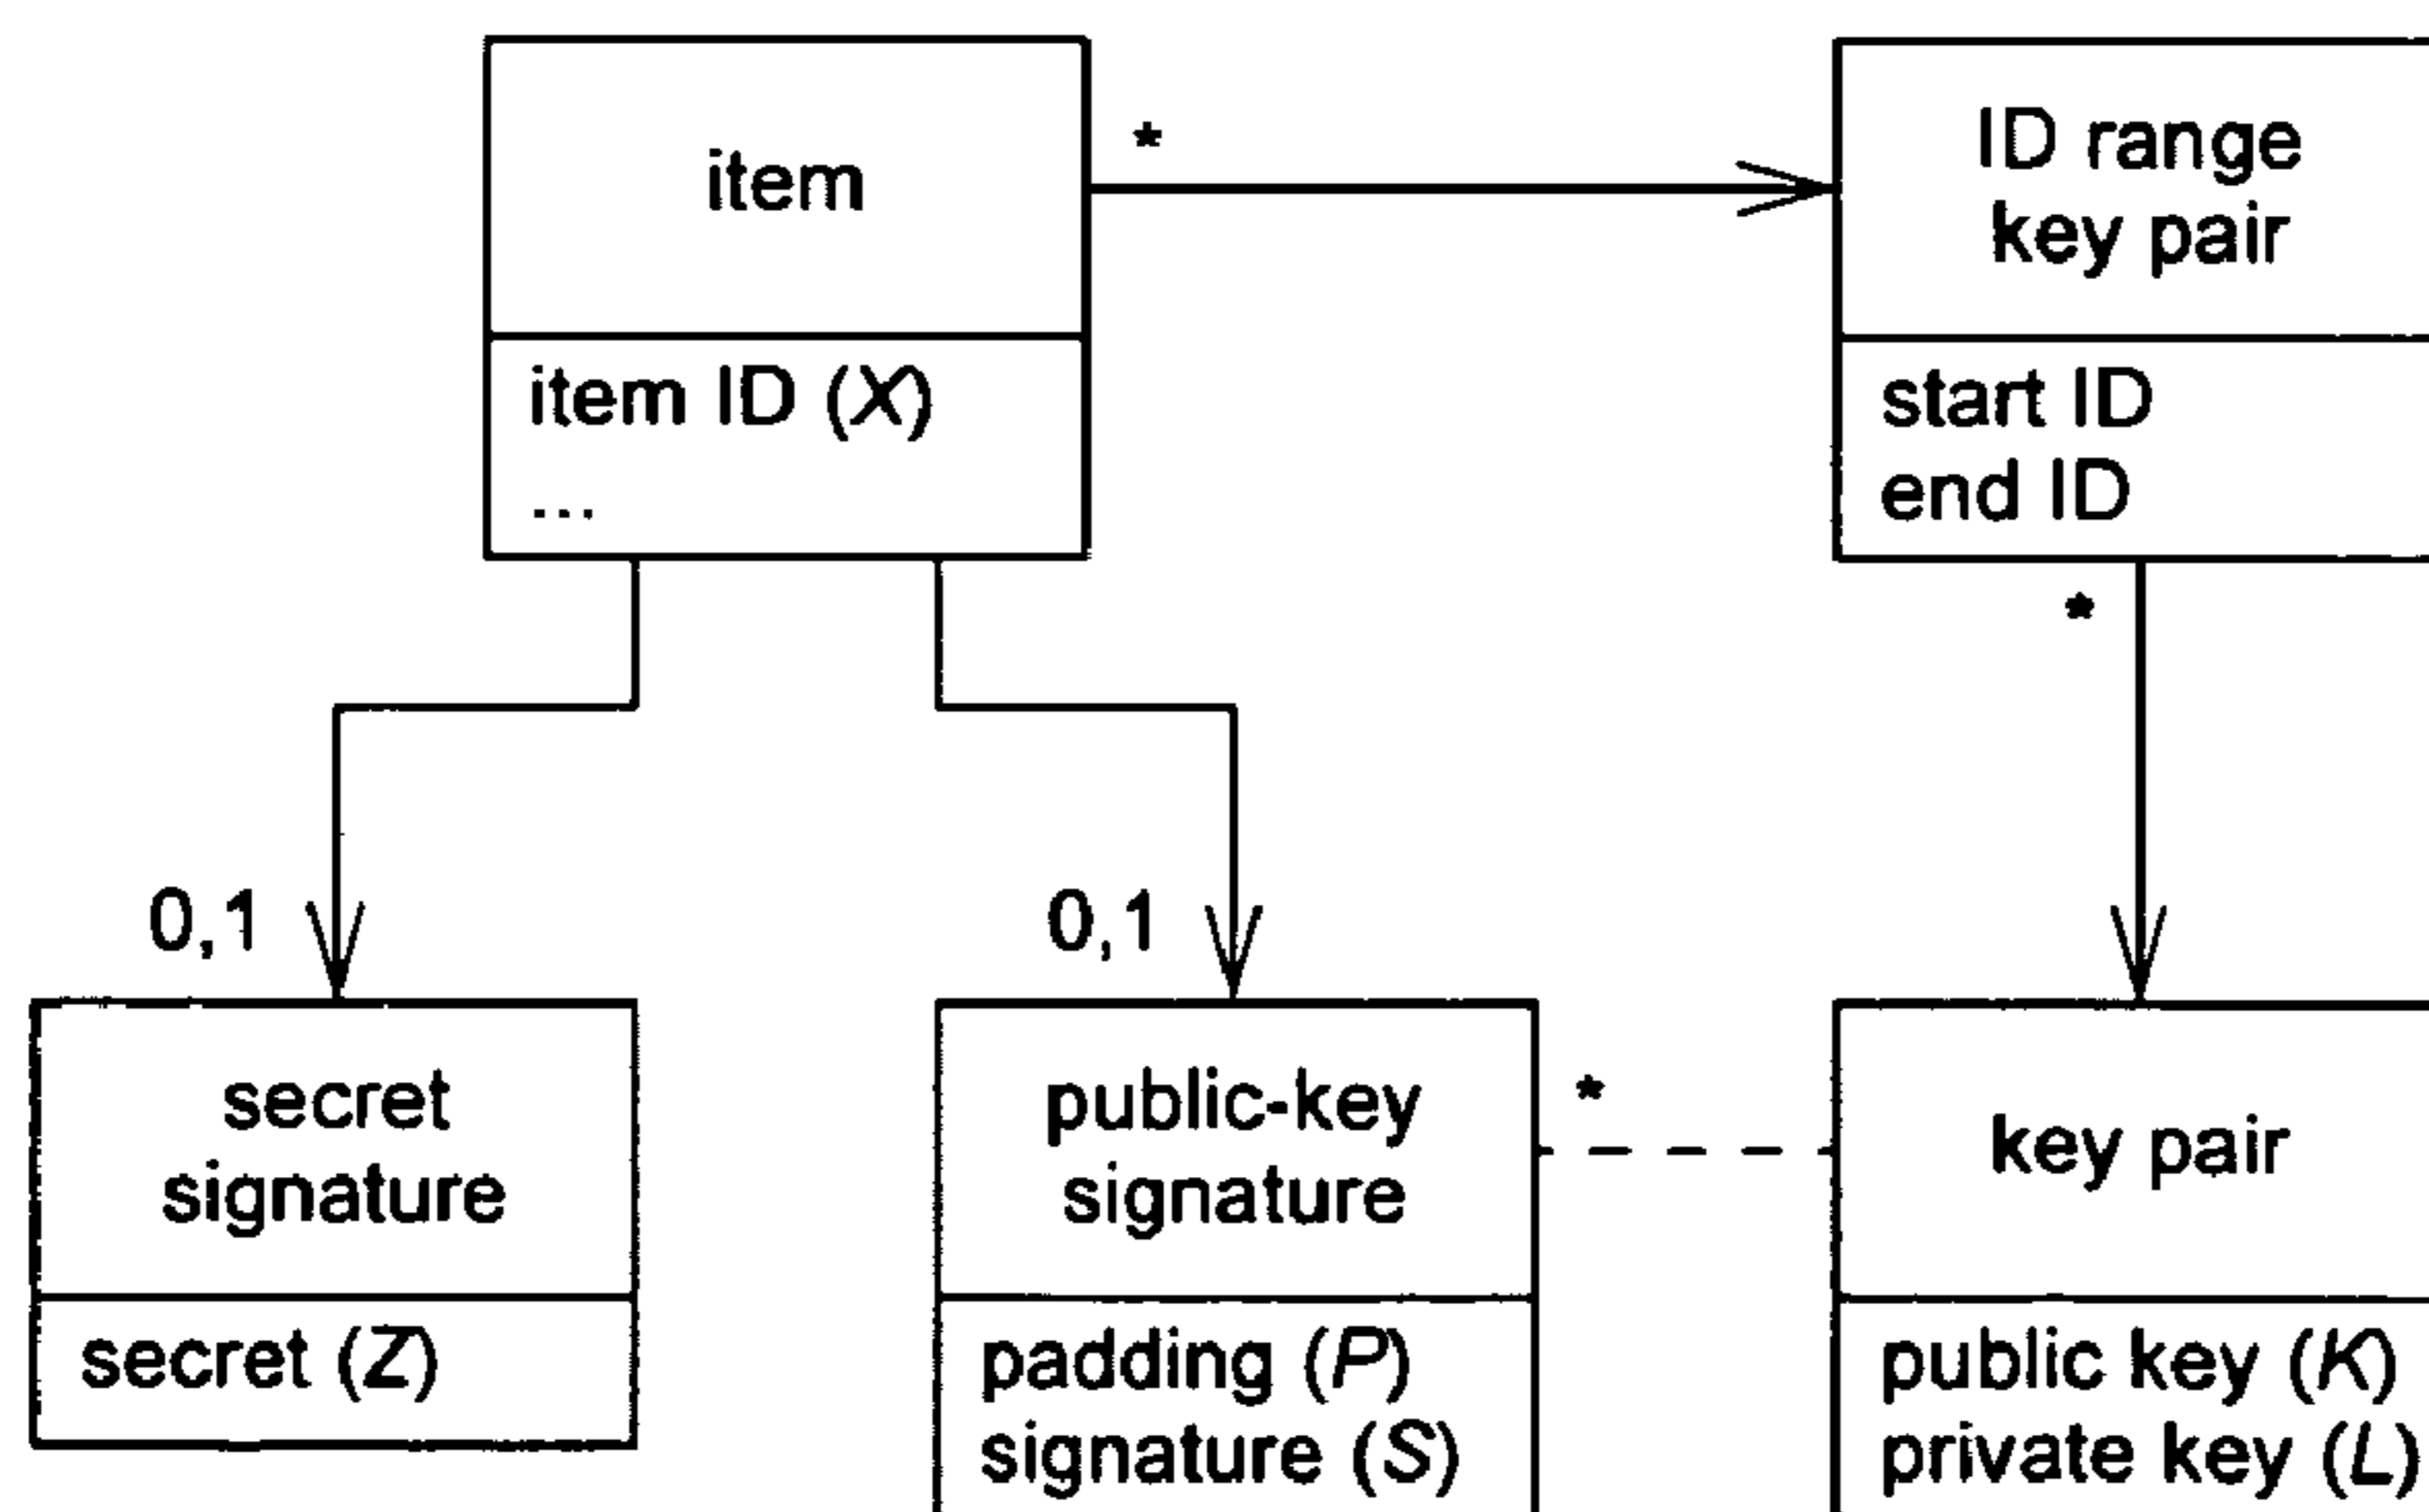 item
item ID (X)
...
*
ID range
key pair
start ID
end ID
*
0,1
0,1
secret
signature
secret (Z)
public-key
signature
padding (P)
signature (S)
*
key pair
public key (K)
private key (L)